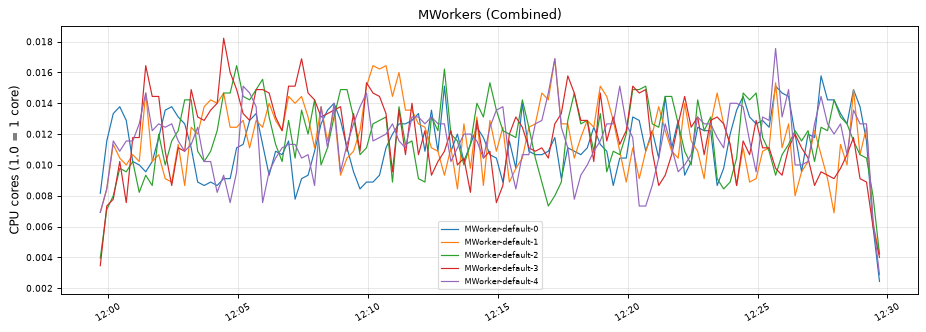 MWorkers (Combined)
CPU cores (1.0 = 1 core)
0.018
0.016
0.014
0.012
0.010
0.008
0.006
0.004
0.002
MWorker-default-0
MWorker-default-1
MWorker-default-2
MWorker-default-3
MWorker-default-4
12:00
12:05
12:10
12:15
12:20
12:25
12:30